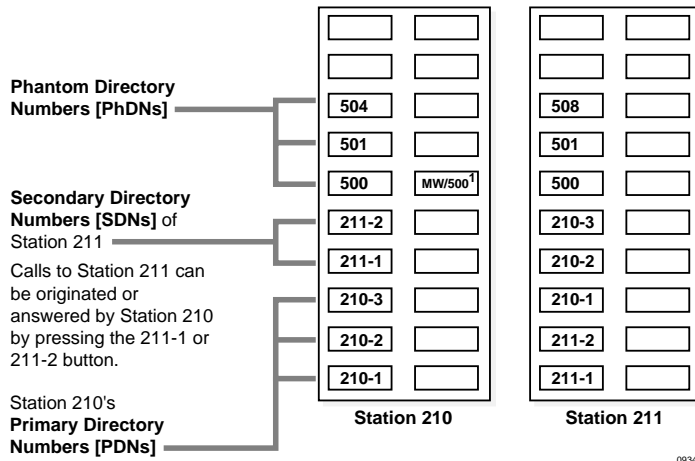 Phantom Directory
Numbers [PhDNs]
Secondary Directory
Numbers [SDNs] of
Station 211
Calls to Station 211 can
be originated or
answered by Station 210
by pressing the 211-1 or
211-2 button.
Station 210's
Primary Directory
Numbers [PDNs]
504
501
500 MW/500¹
211-2
211-1
210-3
210-2
210-1
Station 210
508
501
500
210-3
210-2
210-1
211-2
211-1
Station 211
0934